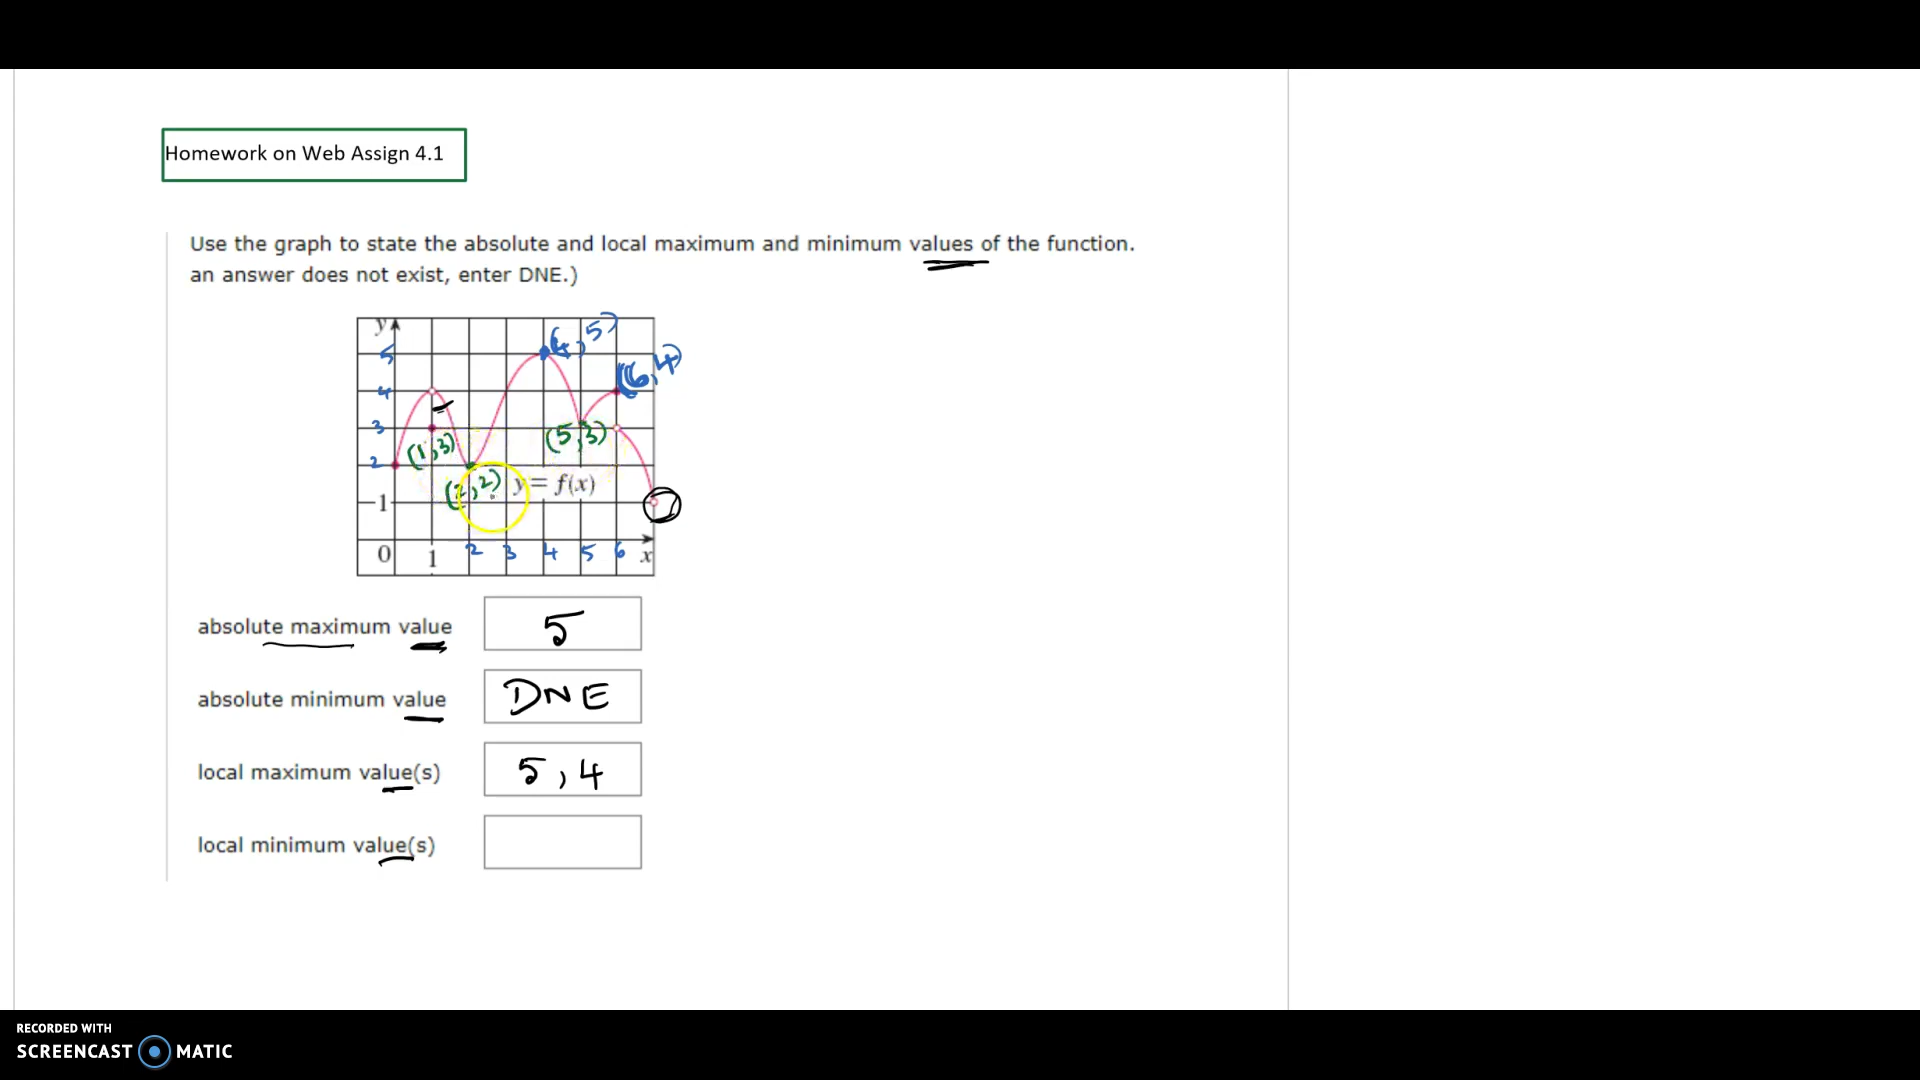 Homework on Web Assign 4.1
Use the graph to state the absolute and local maximum and minimum values of the function.
an answer does not exist, enter DNE.)
y
(4,5)
5
(6,4)
4
3
(1,3)
(5,3)
2
(2,2)
y = f(x)
1
0 1 2 3 4 5 6 x
absolute maximum value 5
absolute minimum value DNE
local maximum value(s) 5,4
local minimum value(s)
RECORDED WITH
SCREENCAST MATIC